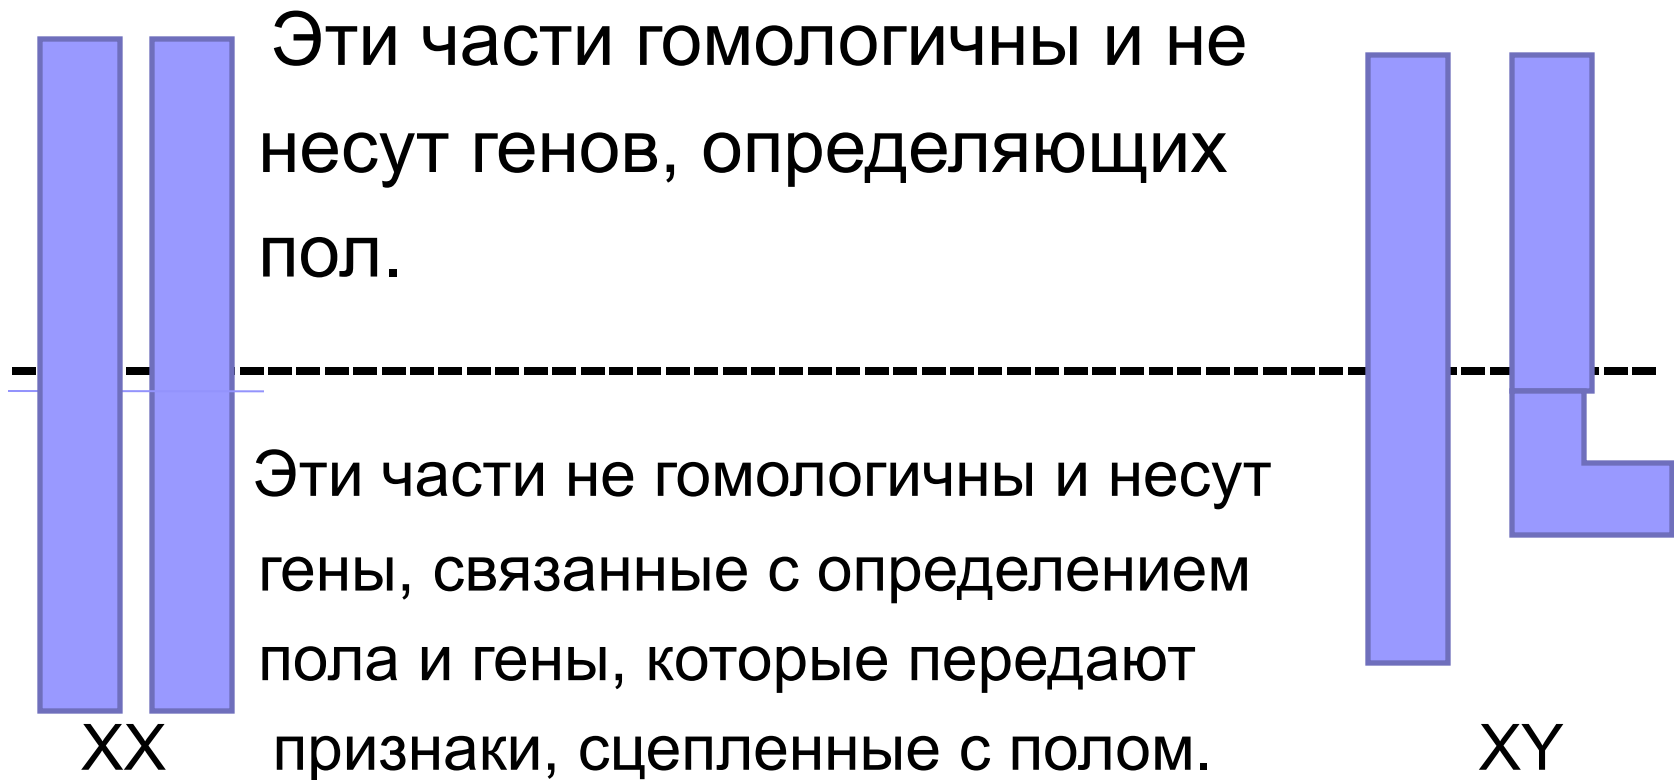 Эти части гомологичны и не
несут генов, определяющих
пол.
Эти части не гомологичны и несут
гены, связанные с определением
пола и гены, которые передают
признаки, сцепленные с полом.
XX
XY